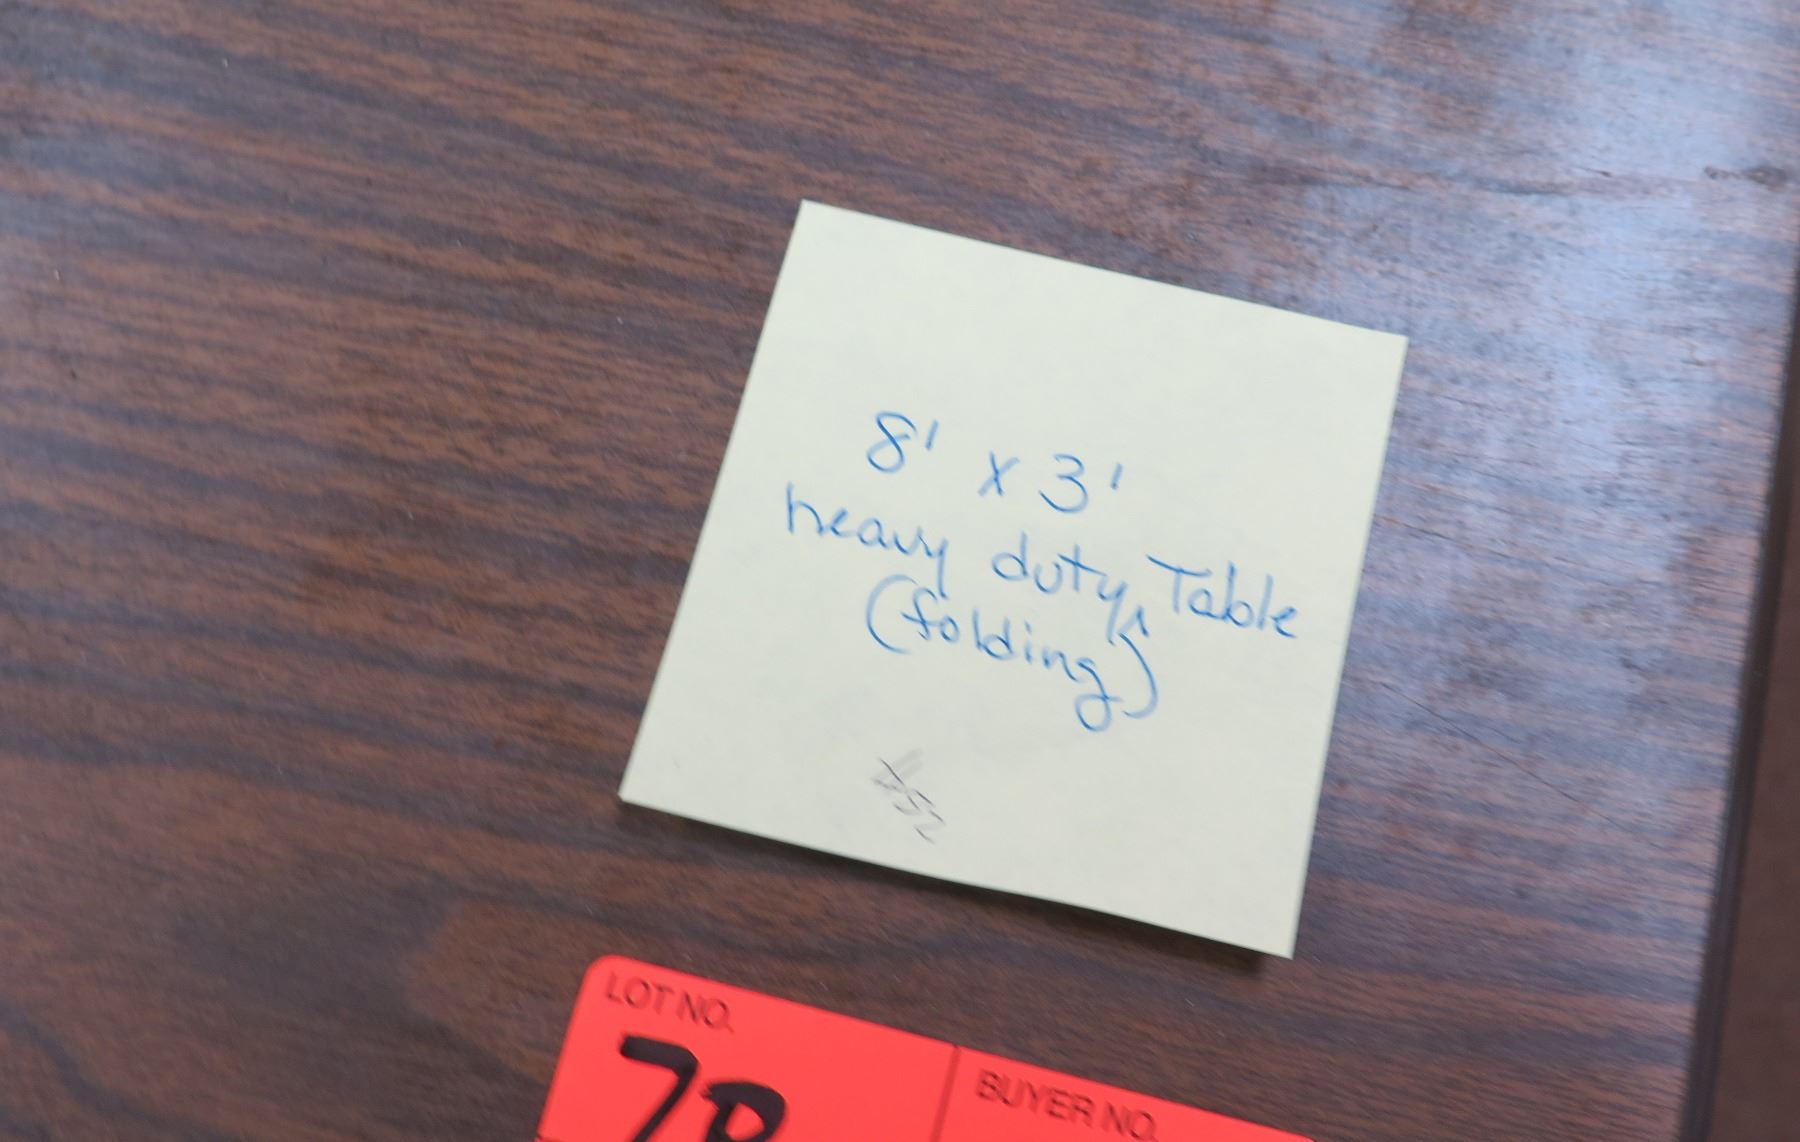 8' x 3'
heavy duty Table
(folding)
LOT NO.
BUYER NO.